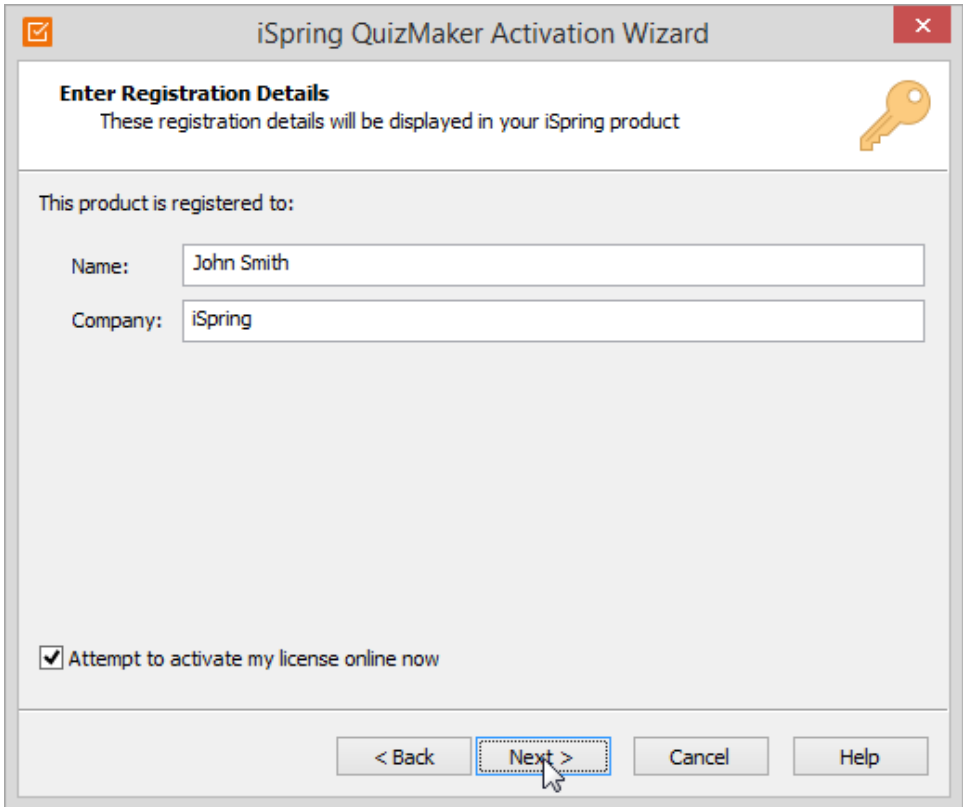 iSpring QuizMaker Activation Wizard
Enter Registration Details
These registration details will be displayed in your iSpring product
This product is registered to:
Name: John Smith
Company: iSpring
Attempt to activate my license online now
< Back Next > Cancel Help